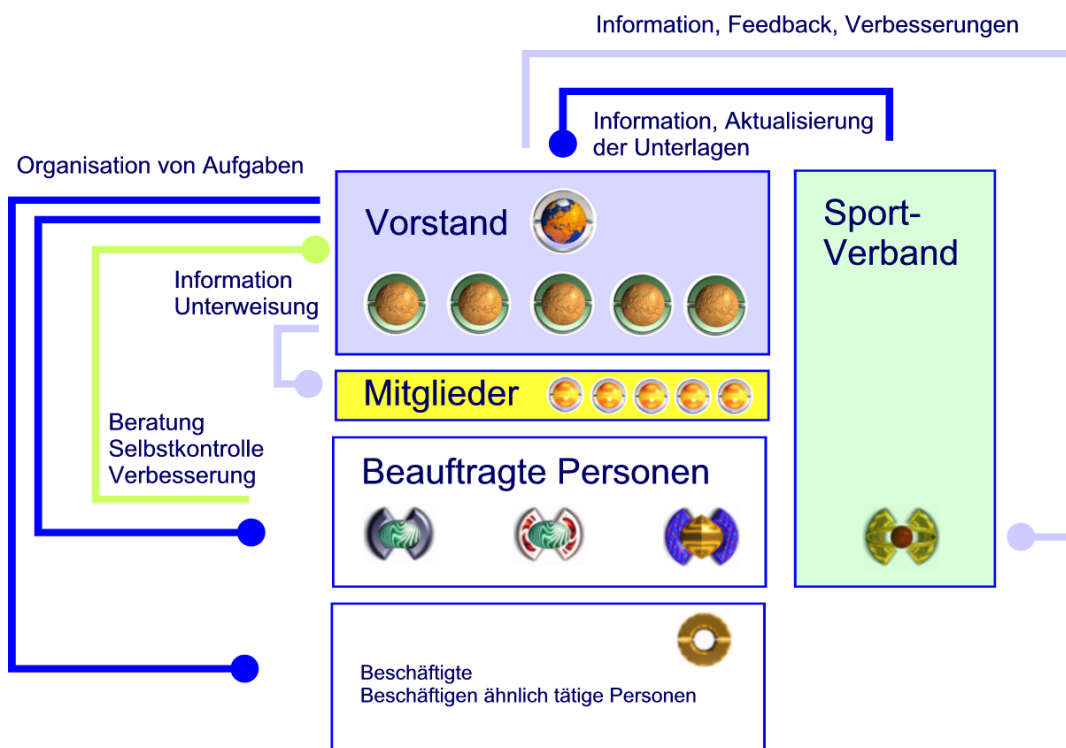 Information, Feedback, Verbesserungen
Information, Aktualisierung
der Unterlagen
Organisation von Aufgaben
Vorstand
Sport-
Verband
Information
Unterweisung
Mitglieder
Beratung
Selbstkontrolle
Verbesserung
Beauftragte Personen
Beschäftigte
Beschäftigen ähnlich tätige Personen